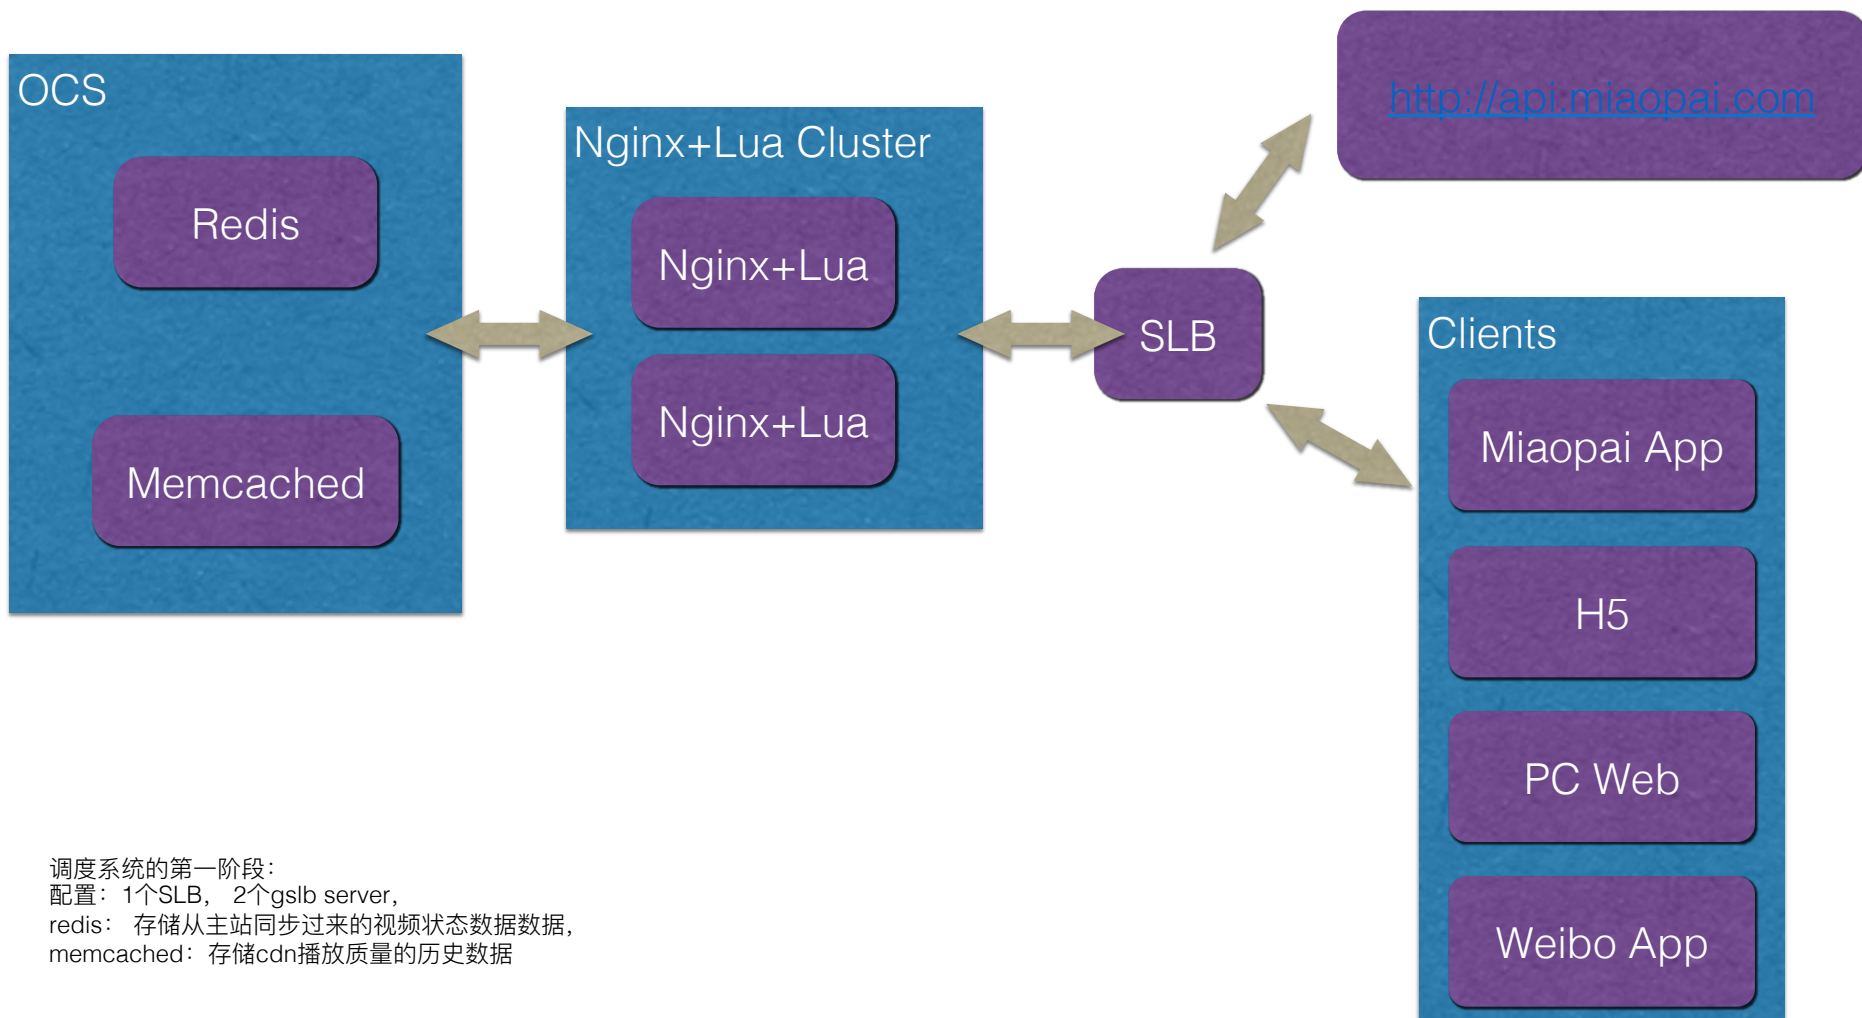 OCS
Redis
Memcached
Nginx+Lua Cluster
Nginx+Lua
Nginx+Lua
SLB
http://api.miaopai.com
Clients
Miaopai App
H5
PC Web
Weibo App
调度系统的第一阶段：
配置：1个SLB， 2个gslb server，
redis： 存储从主站同步过来的视频状态数据数据，
memcached：存储cdn播放质量的历史数据